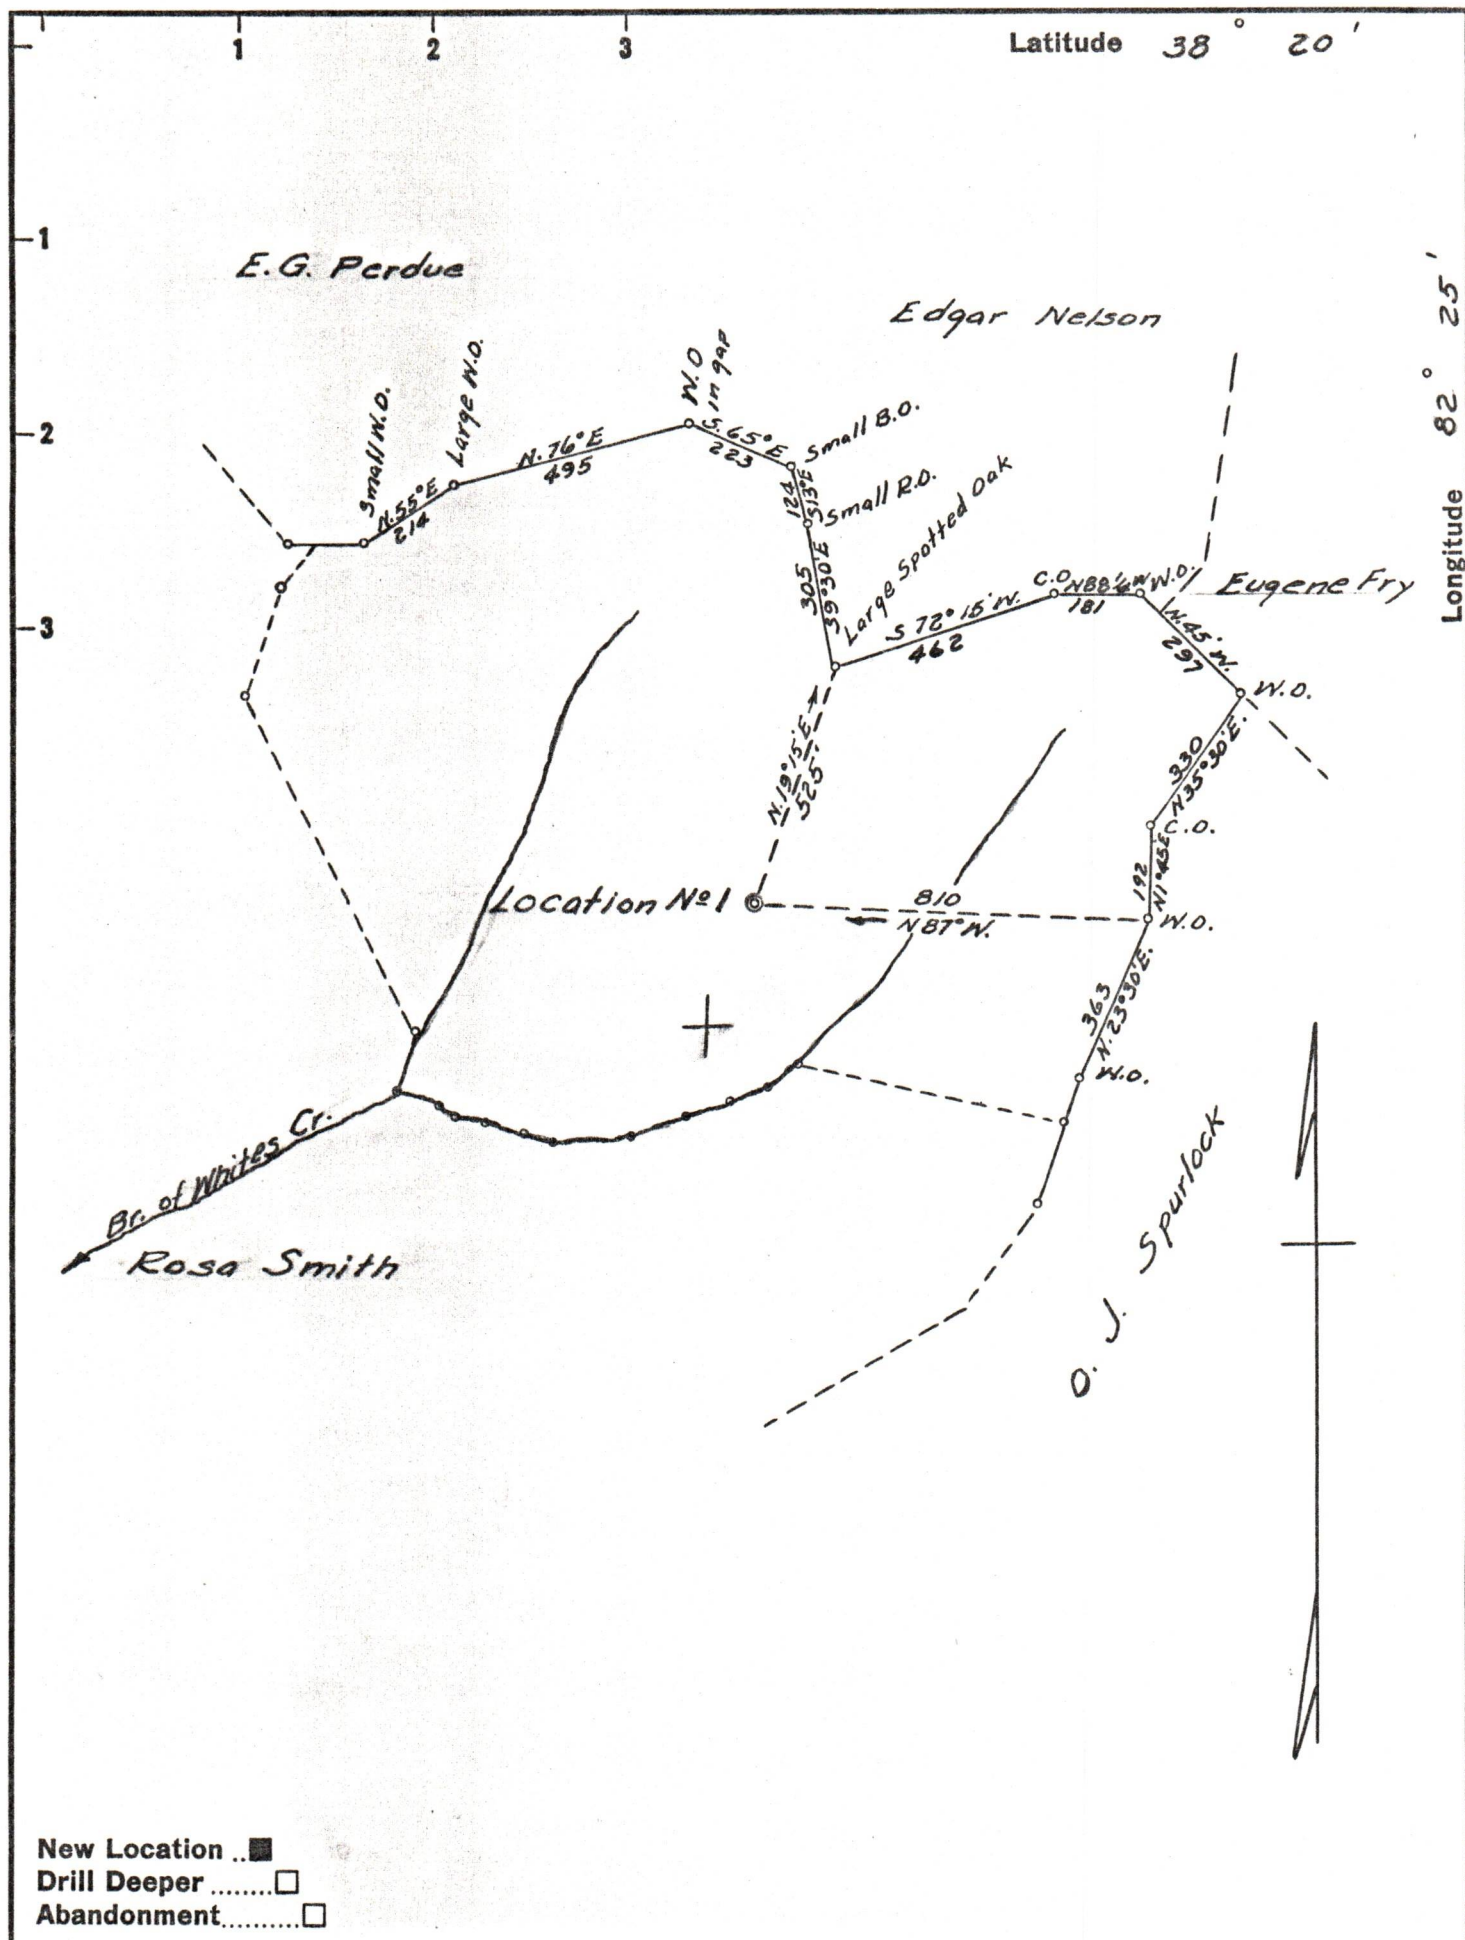 1 2 3
Latitude 38° 20'
Longitude 82° 25'
1
2
3
E.G. Perdue
Edgar Nelson
Small W.O.
Large W.O.
W.O
in gap
N.55°E
214
N.76°E
495
S.65°E
223
Small B.O.
124
S13°E
Small R.O.
305
39°30'E
Large Spotted Oak
S 72° 15' W.
462
C.O.
181
W.O.
Eugene Fry
N.45°W.
297
W.O.
330
N35°30'E.
C.O.
192
N1°45E
W.O.
N.19°15'E
525'
Location No 1
810
N87°W.
363
N.23°30'E.
W.O.
Br. of Whites Cr.
Rosa Smith
O. J. Spurlock
New Location ..
Drill Deeper ........
Abandonment..........